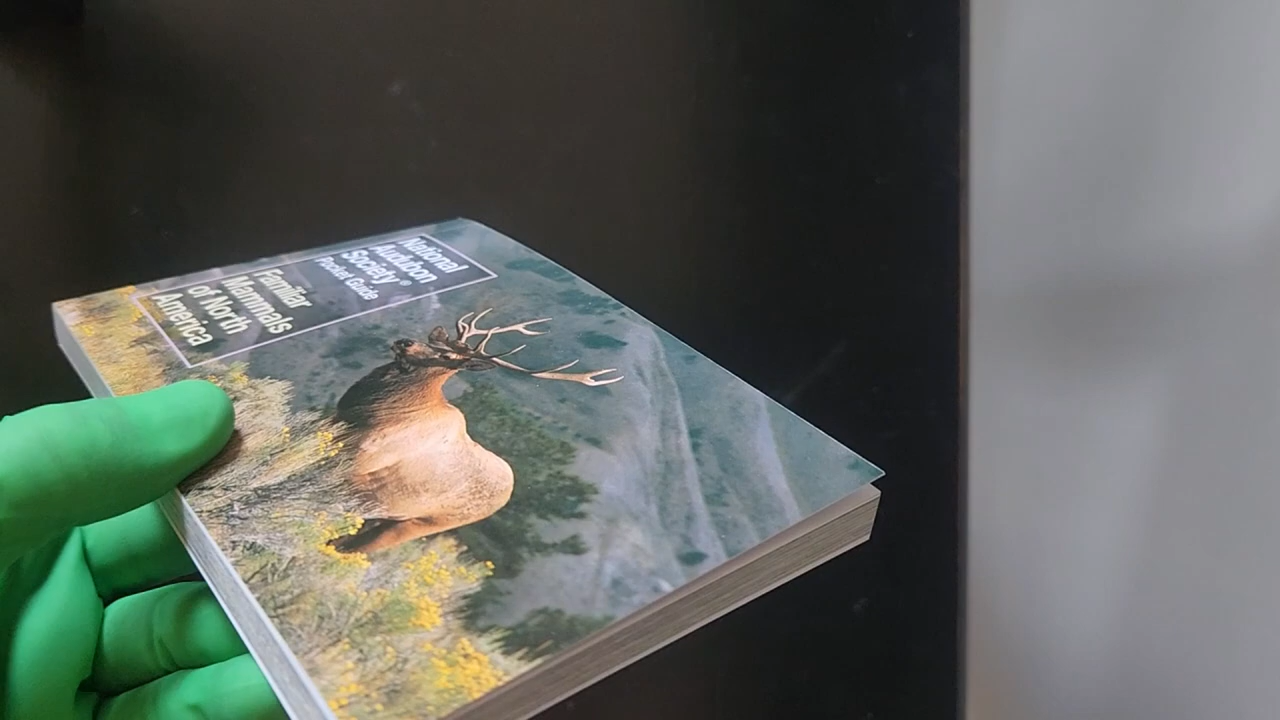 National
Audubon
Society®
Pocket Guide
Familiar
Mammals
of North
America